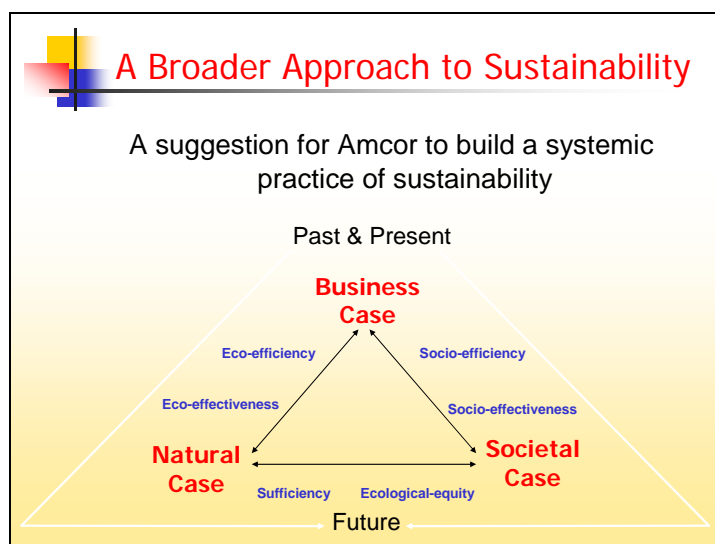 A Broader Approach to Sustainability
A suggestion for Amcor to build a systemic
practice of sustainability
Past & Present
Business
Case
Eco-efficiency
Socio-efficiency
Eco-effectiveness
Socio-effectiveness
Natural
Case
Societal
Case
Sufficiency
Ecological-equity
Future